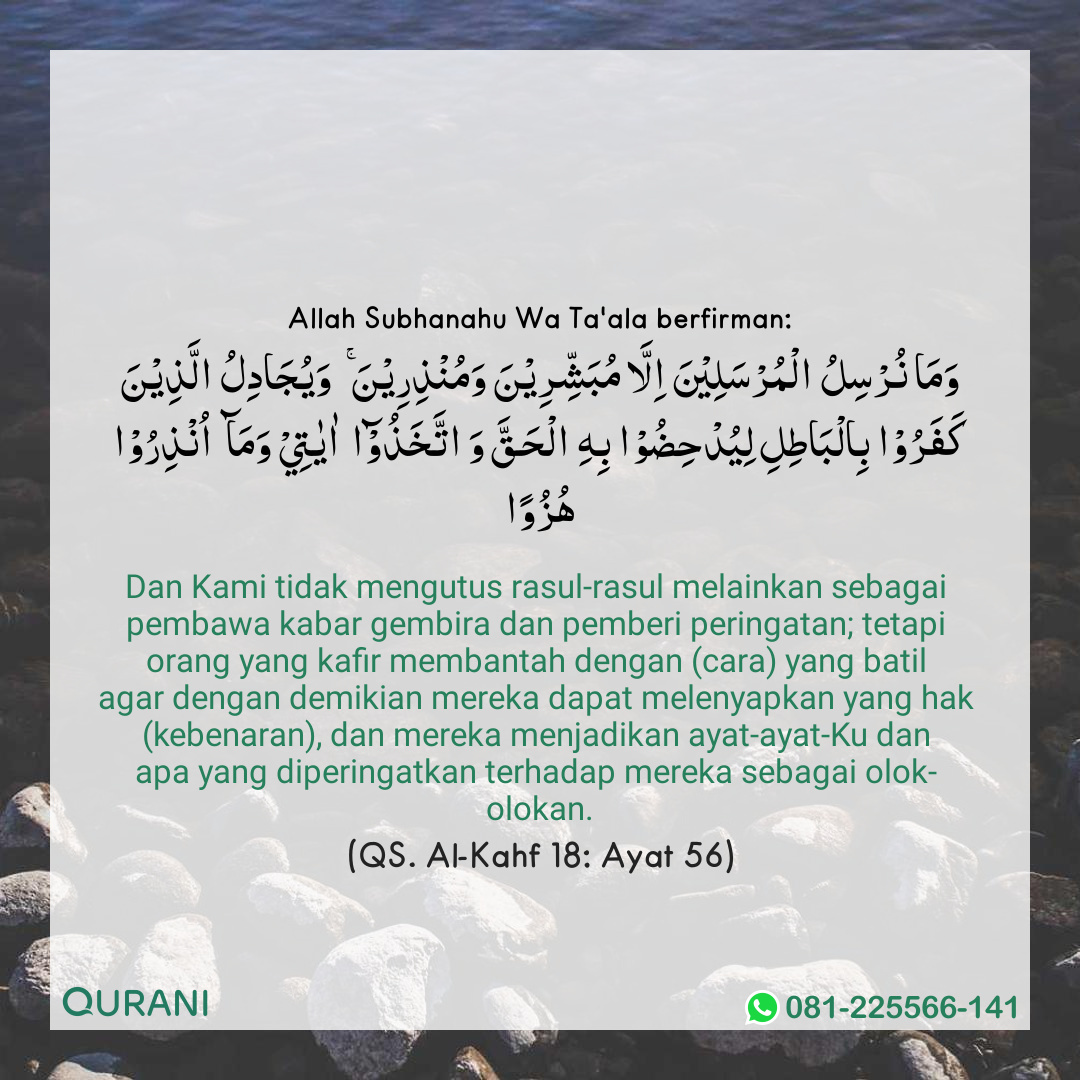 Allah Subhanahu Wa Ta'ala berfirman:
وَمَا نُرْسِلُ الْمُرْسَلِيْنَ اِلَّا مُبَشِّرِيْنَ وَمُنْذِرِيْنَ ۚ وَيُجَادِلُ الَّذِيْنَ
كَفَرُوْا بِالْبَاطِلِ لِيُدْحِضُوْا بِهِ الْحَقَّ وَ اتَّخَذُوْٓا اٰيٰتِيْ وَمَآ اُنْذِرُوْا
هُزُوًا
Dan Kami tidak mengutus rasul-rasul melainkan sebagai
pembawa kabar gembira dan pemberi peringatan; tetapi
orang yang kafir membantah dengan (cara) yang batil
agar dengan demikian mereka dapat melenyapkan yang hak
(kebenaran), dan mereka menjadikan ayat-ayat-Ku dan
apa yang diperingatkan terhadap mereka sebagai olok-
olokan.
(QS. Al-Kahf 18: Ayat 56)
QURANI
081-225566-141